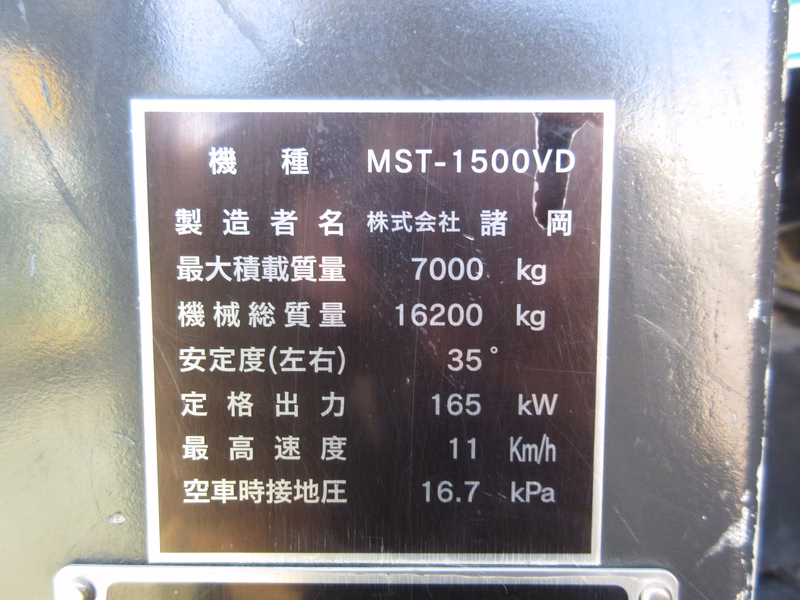 機種 MST-1500VD
製造者名 株式会社 諸岡
最大積載質量 7000 kg
機械総質量 16200 kg
安定度(左右) 35°
定格出力 165 kW
最高速度 11 Km/h
空車時接地圧 16.7 kPa